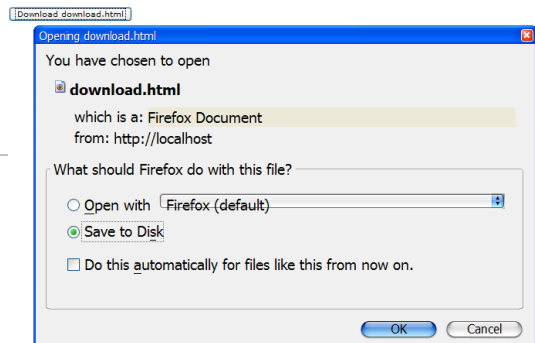 Download download.html
Opening download.html
You have chosen to open
download.html
which is a: Firefox Document
from: http://localhost
What should Firefox do with this file?
Open with Firefox (default)
Save to Disk
Do this automatically for files like this from now on.
OK Cancel